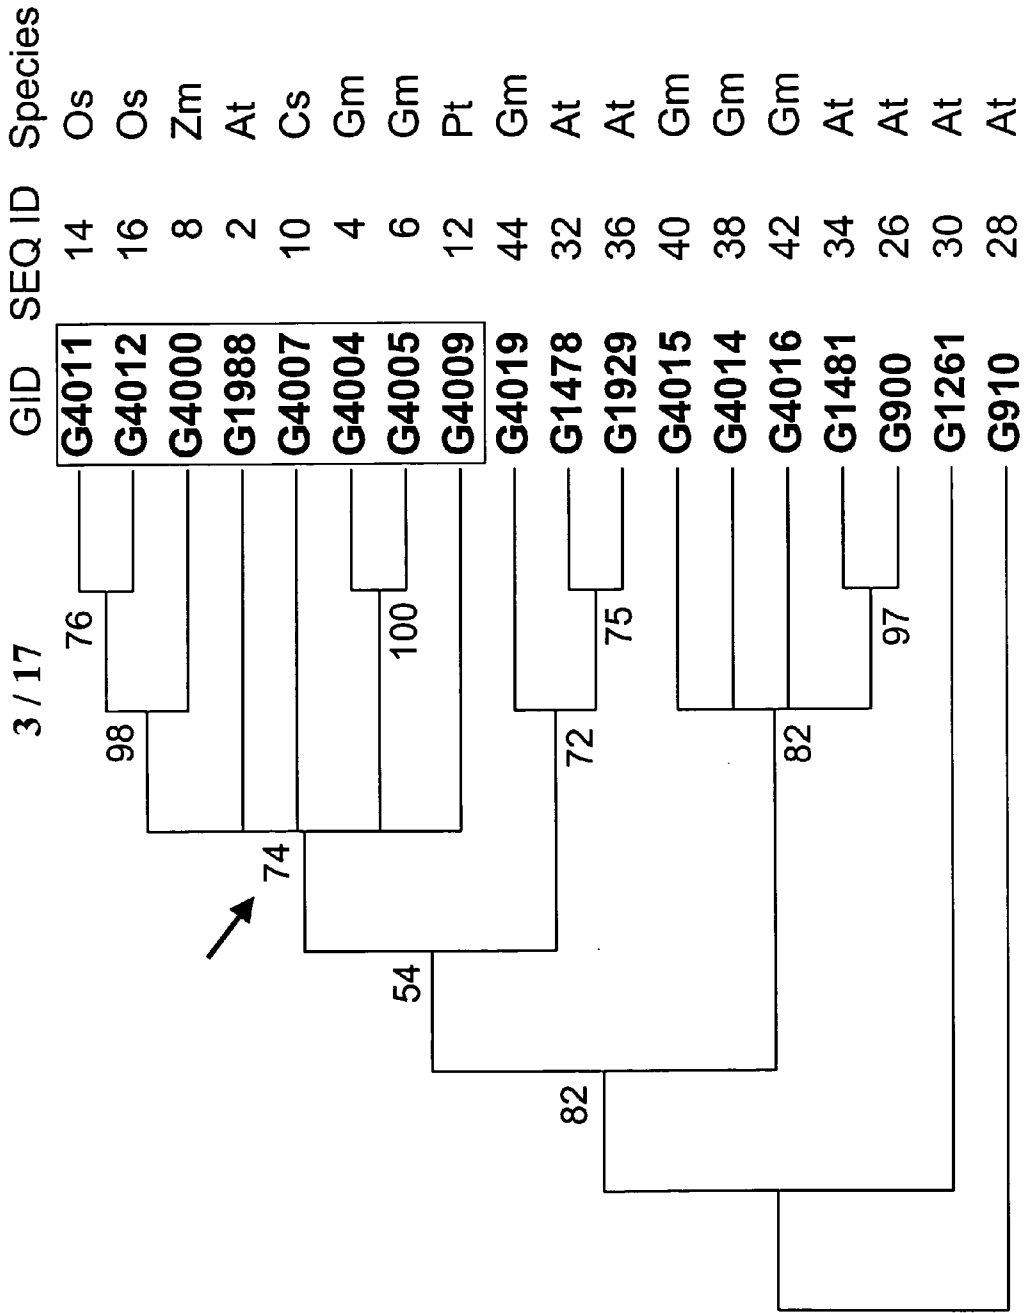 3 / 17
GID SEQ ID Species
G4011 14 Os
G4012 16 Os
G4000 8 Zm
G1988 2 At
G4007 10 Cs
G4004 4 Gm
G4005 6 Gm
G4009 12 Pt
G4019 44 Gm
G1478 32 At
G1929 36 At
G4015 40 Gm
G4014 38 Gm
G4016 42 Gm
G1481 34 At
G900 26 At
G1261 30 At
G910 28 At
76
98
74
100
54
75
72
82
82
97